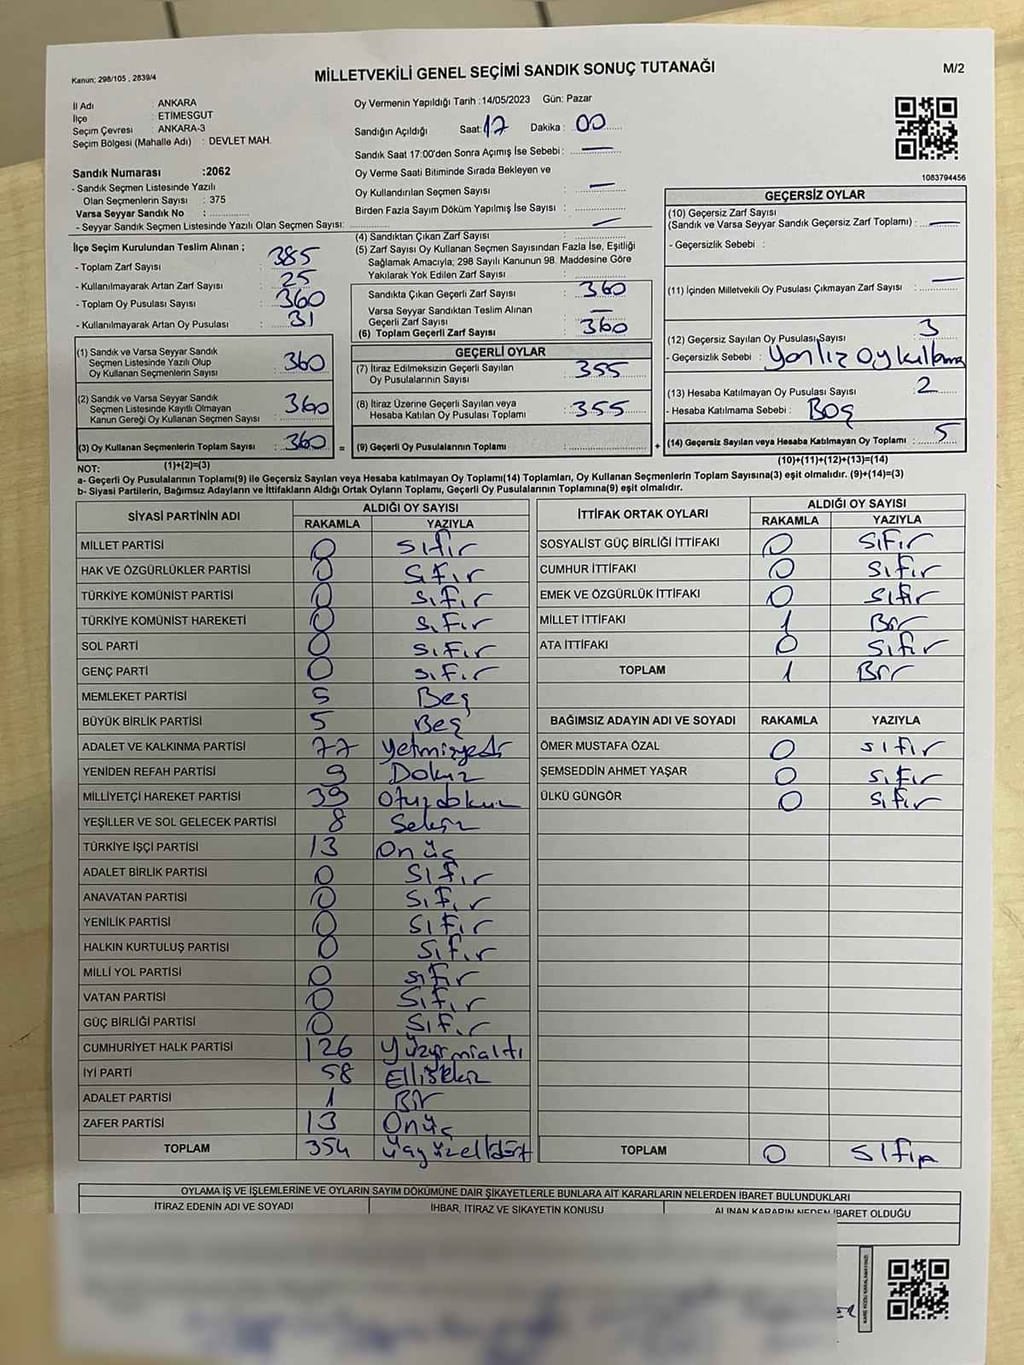 Kanun: 298/105 , 2839/4
MİLLETVEKİLİ GENEL SEÇİMİ SANDIK SONUÇ TUTANAĞI
M/2
İl Adı ANKARA
İlçe : ETİMESGUT
Seçim Çevresi : ANKARA-3
Seçim Bölgesi (Mahalle Adı) : DEVLET MAH.
Sandık Numarası :2062
- Sandık Seçmen Listesinde Yazılı
Olan Seçmenlerin Sayısı : 375
Varsa Seyyar Sandık No :
- Seyyar Sandık Seçmen Listesinde Yazılı Olan Seçmen Sayısı:
İlçe Seçim Kurulundan Teslim Alınan ;
- Toplam Zarf Sayısı : 385
- Kullanılmayarak Artan Zarf Sayısı : 25
- Toplam Oy Pusulası Sayısı : 360
- Kullanılmayarak Artan Oy Pusulası : 31
(1) Sandık ve Varsa Seyyar Sandık
Seçmen Listesinde Yazılı Olup
Oy Kullanan Seçmenlerin Sayısı : 360
(2) Sandık ve Varsa Seyyar Sandık
Seçmen Listesinde Kayıtlı Olmayan
Kanun Gereği Oy Kullanan Seçmen Sayısı : 360
(3) Oy Kullanan Seçmenlerin Toplam Sayısı : 360 =
Oy Vermenin Yapıldığı Tarih :14/05/2023 Gün: Pazar
Sandığın Açıldığı Saat: 17 Dakika : 00
Sandık Saat 17:00'den Sonra Açımış İse Sebebi : —
Oy Verme Saati Bitiminde Sırada Bekleyen ve
Oy Kullandırılan Seçmen Sayısı : —
Birden Fazla Sayım Döküm Yapılmış İse Sayısı : —
(4) Sandıktan Çıkan Zarf Sayısı :
(5) Zarf Sayısı Oy Kullanan Seçmen Sayısından Fazla İse, Eşitliği
Sağlamak Amacıyla; 298 Sayılı Kanunun 98. Maddesine Göre
Yakılarak Yok Edilen Zarf Sayısı :
Sandıkta Çıkan Geçerli Zarf Sayısı : 360
Varsa Seyyar Sandıktan Teslim Alınan
Geçerli Zarf Sayısı : —
(6) Toplam Geçerli Zarf Sayısı : 360
GEÇERLİ OYLAR
(7) İtiraz Edilmeksizin Geçerli Sayılan
Oy Pusulalarının Sayısı : 355
(8) İtiraz Üzerine Geçerli Sayılan veya
Hesaba Katılan Oy Pusulası Toplamı : 355
(9) Geçerli Oy Pusulalarının Toplamı : +
1083794456
GEÇERSİZ OYLAR
(10) Geçersiz Zarf Sayısı
(Sandık ve Varsa Seyyar Sandık Geçersiz Zarf Toplamı) : —
- Geçersizlik Sebebi :
(11) İçinden Milletvekili Oy Pusulası Çıkmayan Zarf Sayısı : —
(12) Geçersiz Sayılan Oy Pusulası Sayısı : 3
- Geçersizlik Sebebi : Yanlız oy kullama
(13) Hesaba Katılmayan Oy Pusulası Sayısı : 2
- Hesaba Katılmama Sebebi : Boş
(14) Geçersiz Sayılan veya Hesaba Katılmayan Oy Toplamı : 5
NOT: (1)+(2)=(3)
(10)+(11)+(12)+(13)=(14)
a- Geçerli Oy Pusulalarının Toplamı(9) ile Geçersiz Sayılan veya Hesaba Katılmayan Oy Toplamı(14) Toplamları, Oy Kullanan Seçmenlerin Toplam Sayısına(3) eşit olmalıdır. (9)+(14)=(3)
b- Siyasi Partilerin, Bağımsız Adayların ve İttifakların Aldığı Ortak Oyların Toplamı, Geçerli Oy Pusulalarının Toplamına(9) eşit olmalıdır.
SİYASİ PARTİNİN ADI ALDIĞI OY SAYISI
RAKAMLA YAZIYLA
MİLLET PARTİSİ 0 sıfır
HAK VE ÖZGÜRLÜKLER PARTİSİ 0 sıfır
TÜRKİYE KOMÜNİST PARTİSİ 0 sıfır
TÜRKİYE KOMÜNİST HAREKETİ 0 sıfır
SOL PARTİ 0 sıfır
GENÇ PARTİ 0 sıfır
MEMLEKET PARTİSİ 5 Beş
BÜYÜK BİRLİK PARTİSİ 5 Beş
ADALET VE KALKINMA PARTİSİ 77 yetmişyedi
YENİDEN REFAH PARTİSİ 9 Dokuz
MİLLİYETÇİ HAREKET PARTİSİ 39 otuzdokuz
YEŞİLLER VE SOL GELECEK PARTİSİ 8 Sekiz
TÜRKİYE İŞÇİ PARTİSİ 13 Onüç
ADALET BİRLİK PARTİSİ 0 sıfır
ANAVATAN PARTİSİ 0 sıfır
YENİLİK PARTİSİ 0 sıfır
HALKIN KURTULUŞ PARTİSİ 0 sıfır
MİLLİ YOL PARTİSİ 0 sıfır
VATAN PARTİSİ 0 sıfır
GÜÇ BİRLİĞİ PARTİSİ 0 sıfır
CUMHURİYET HALK PARTİSİ 126 yüzyirmialtı
İYİ PARTİ 58 Ellisekiz
ADALET PARTİSİ 1 Bir
ZAFER PARTİSİ 13 Onüç
TOPLAM 354 üçyüzellidört
İTTİFAK ORTAK OYLARI ALDIĞI OY SAYISI
RAKAMLA YAZIYLA
SOSYALİST GÜÇ BİRLİĞİ İTTİFAKI 0 sıfır
CUMHUR İTTİFAKI 0 sıfır
EMEK VE ÖZGÜRLÜK İTTİFAKI 0 sıfır
MİLLET İTTİFAKI 1 Bir
ATA İTTİFAKI 0 sıfır
TOPLAM 1 Bir
BAĞIMSIZ ADAYIN ADI VE SOYADI RAKAMLA YAZIYLA
ÖMER MUSTAFA ÖZAL 0 sıfır
ŞEMSEDDİN AHMET YAŞAR 0 sıfır
ÜLKÜ GÜNGÖR 0 sıfır
TOPLAM 0 sıfır
OYLAMA İŞ VE İŞLEMLERİNE VE OYLARIN SAYIM DÖKÜMÜNE DAİR ŞİKAYETLERLE BUNLARA AİT KARARLARIN NELERDEN İBARET BULUNDUKLARI
İTİRAZ EDENİN ADI VE SOYADI İHBAR, İTİRAZ VE ŞİKAYETİN KONUSU ALINAN KARARIN NEDEN İBARET OLDUĞU